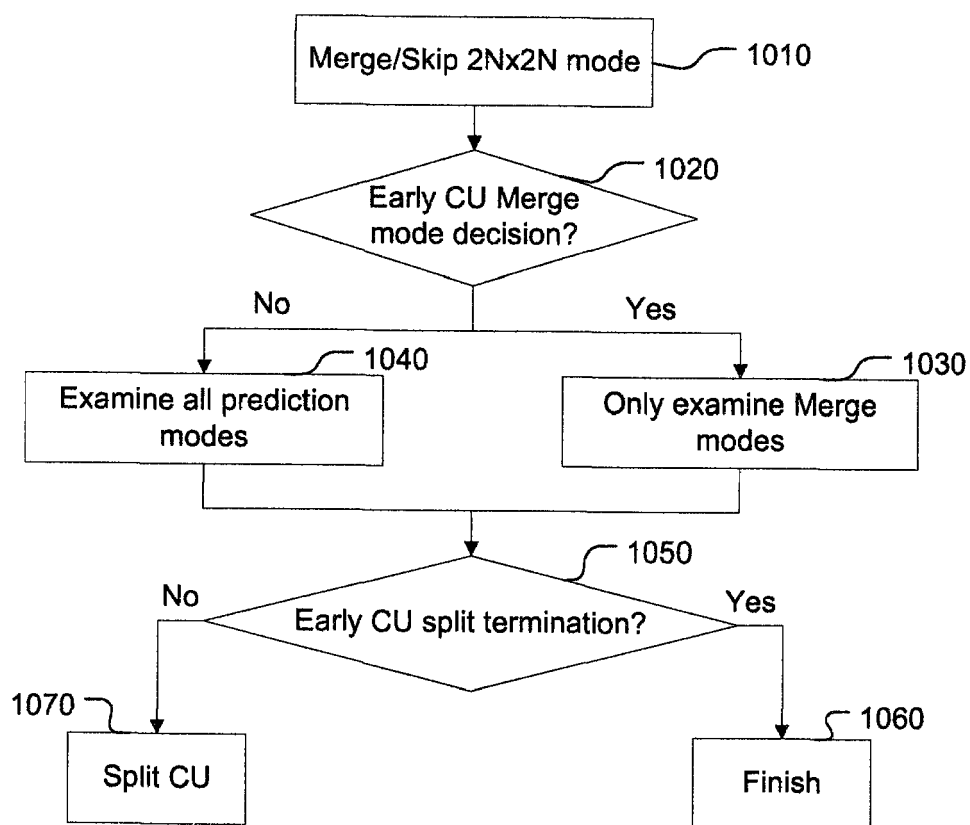 Merge/Skip 2Nx2N mode
1010
1020
Early CU Merge
mode decision?
No
Yes
1040
1030
Examine all prediction
modes
Only examine Merge
modes
1050
No
Yes
Early CU split termination?
1070
1060
Split CU
Finish